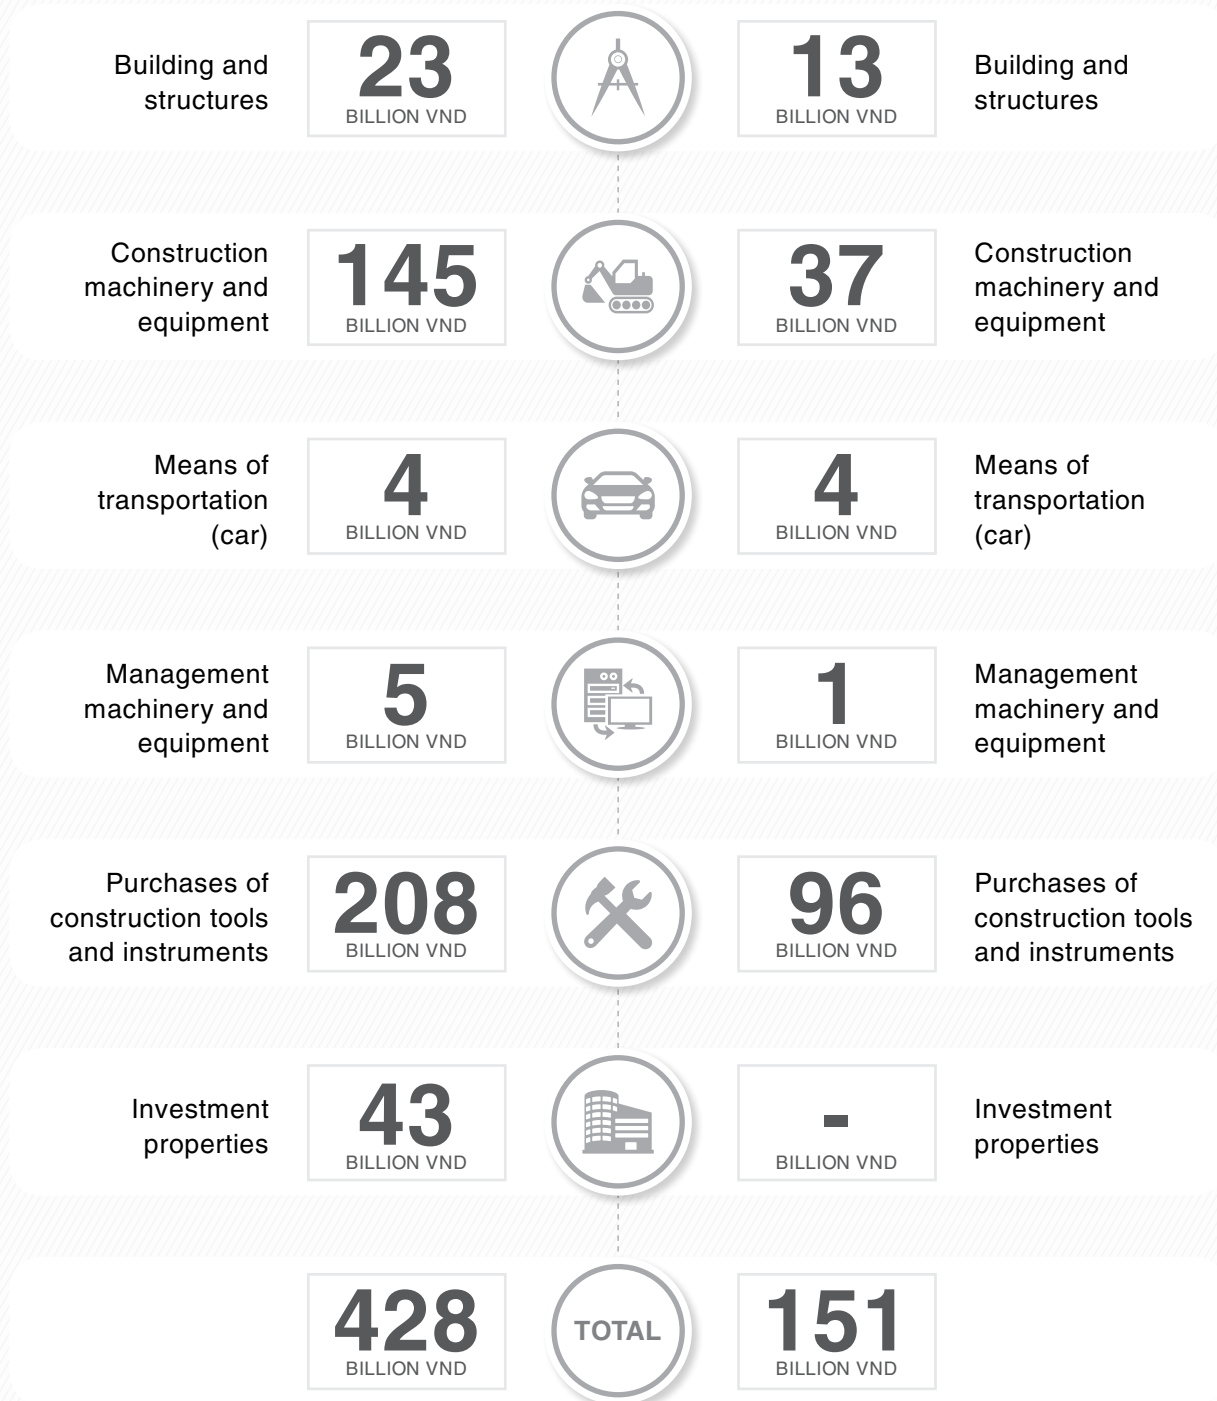 Building and
structures
23
BILLION VND
13
BILLION VND
Building and
structures
Construction
machinery and
equipment
145
BILLION VND
37
BILLION VND
Construction
machinery and
equipment
Means of
transportation
(car)
4
BILLION VND
4
BILLION VND
Means of
transportation
(car)
Management
machinery and
equipment
5
BILLION VND
1
BILLION VND
Management
machinery and
equipment
Purchases of
construction tools
and instruments
208
BILLION VND
96
BILLION VND
Purchases of
construction tools
and instruments
Investment
properties
43
BILLION VND
-
BILLION VND
Investment
properties
428
BILLION VND
TOTAL
151
BILLION VND